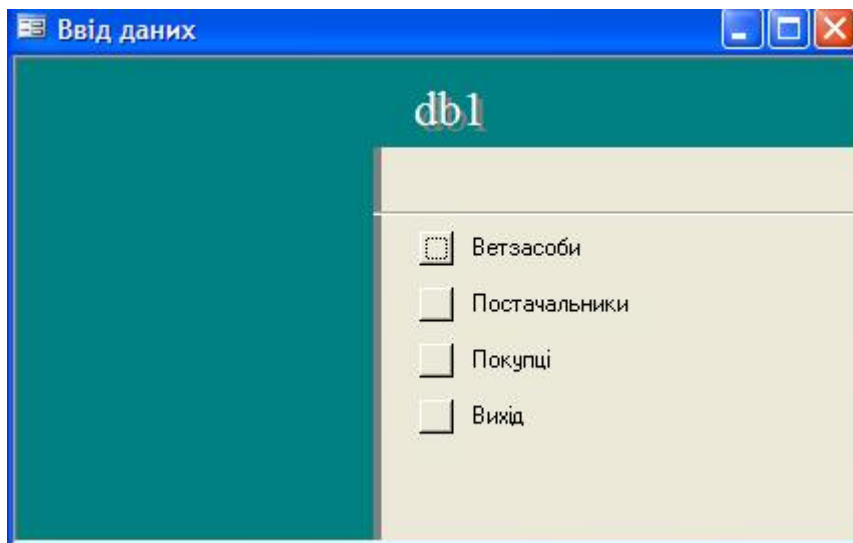 Ввід даних
db1
Ветзасоби
Постачальники
Покупці
Вихід